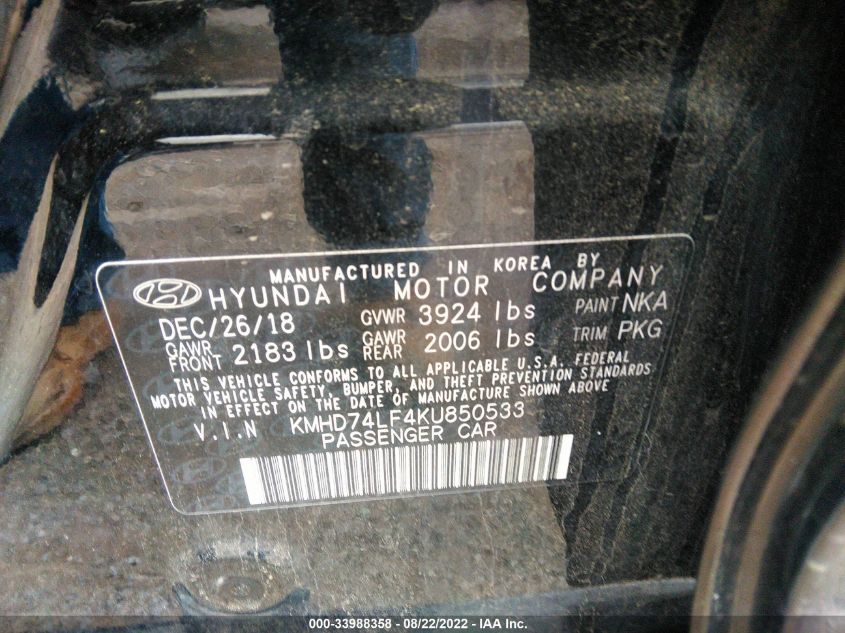 MANUFACTURED IN KOREA BY
HYUNDAI MOTOR COMPANY
DEC/26/18 GVWR 3924 lbs PAINT NKA
GAWR FRONT 2183 lbs GAWR REAR 2006 lbs TRIM PKG
THIS VEHICLE CONFORMS TO ALL APPLICABLE U.S.A. FEDERAL
MOTOR VEHICLE SAFETY, BUMPER, AND THEFT PREVENTION STANDARDS
IN EFFECT ON THE DATE OF MANUFACTURE SHOWN ABOVE
V.I.N KMHD74LF4KU850533
PASSENGER CAR
000-33988358 - 08/22/2022 - IAA Inc.